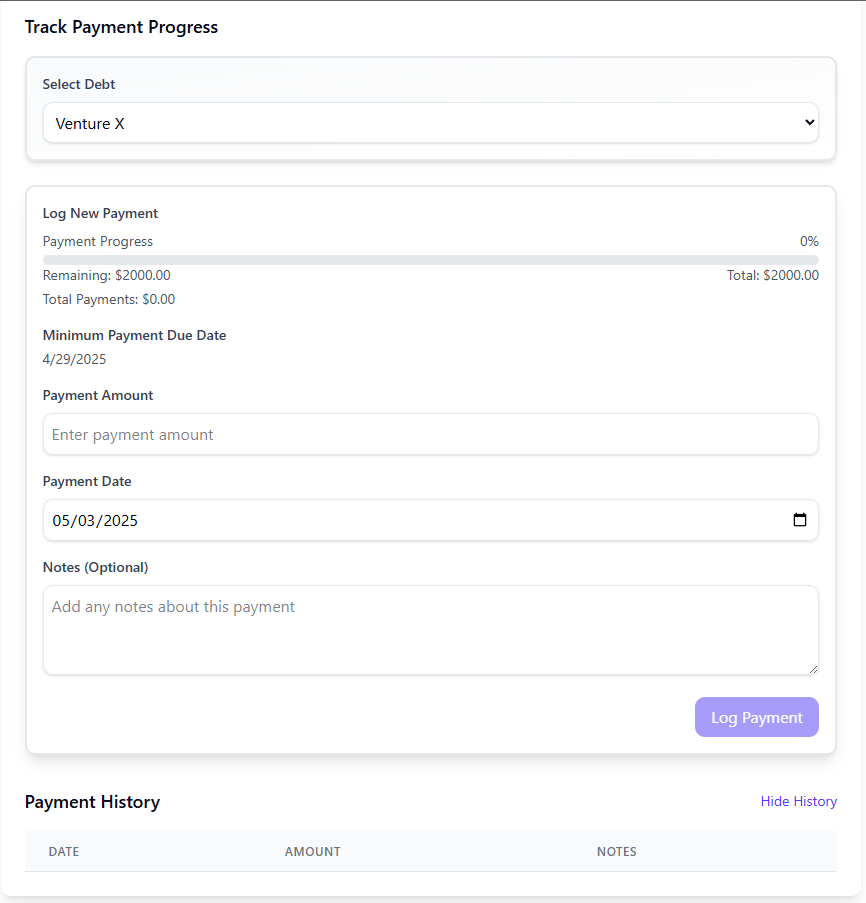 Track Payment Progress
Select Debt
Venture X
Log New Payment
Payment Progress 0%
Remaining: $2000.00 Total: $2000.00
Total Payments: $0.00
Minimum Payment Due Date
4/29/2025
Payment Amount
Enter payment amount
Payment Date
05/03/2025
Notes (Optional)
Add any notes about this payment
Log Payment
Payment History Hide History
DATE AMOUNT NOTES